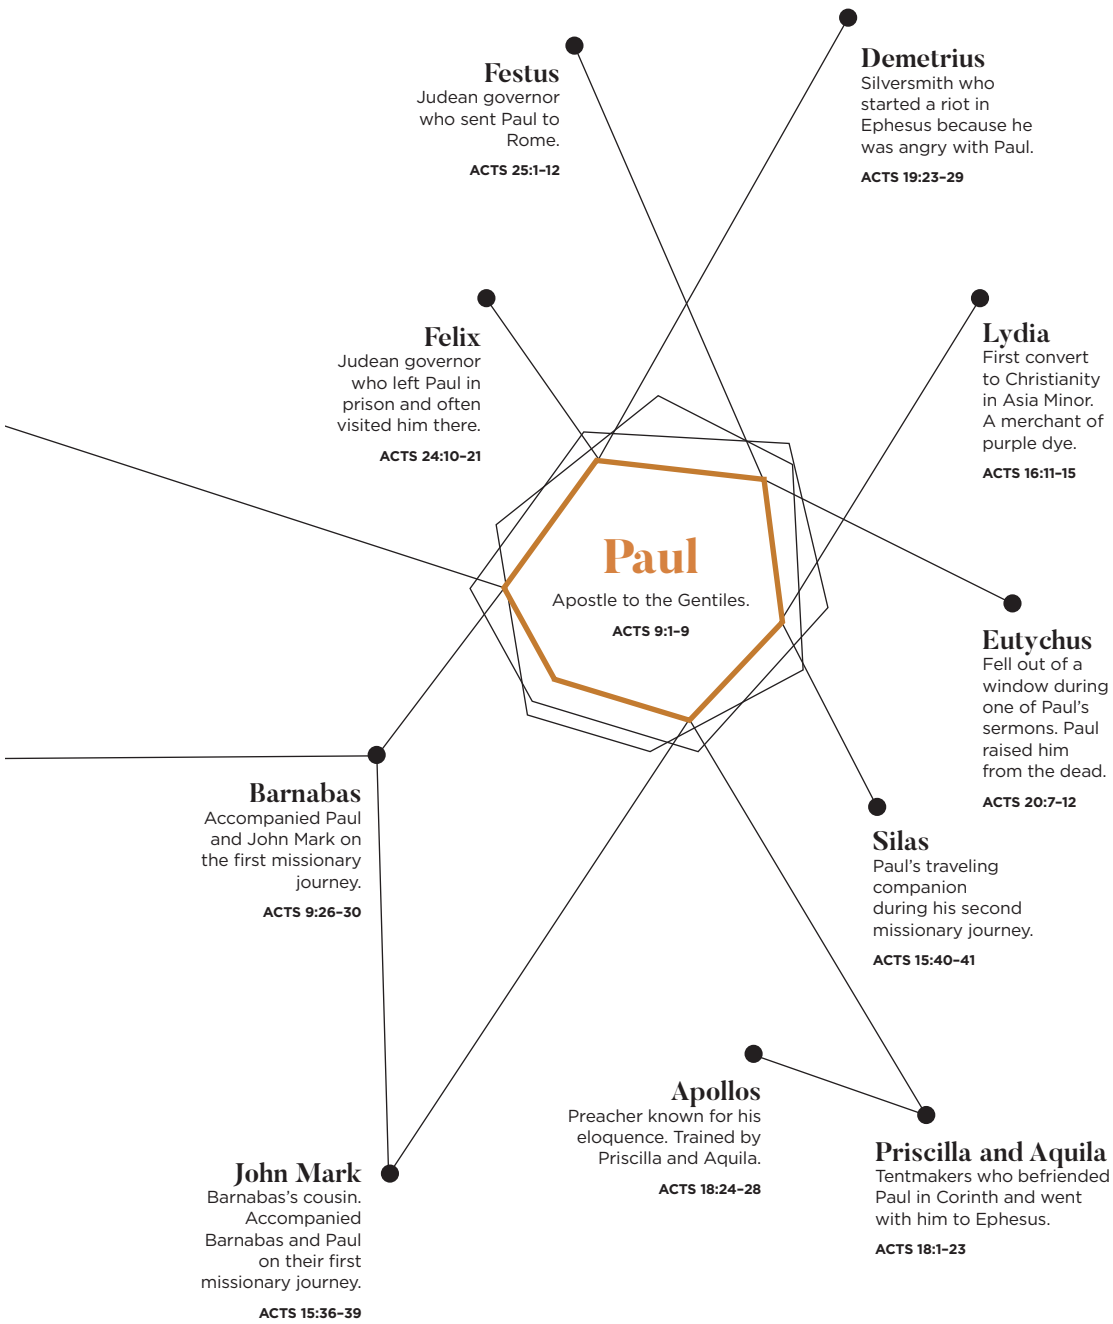 Festus
Judean governor
who sent Paul to
Rome.
ACTS 25:1–12
Demetrius
Silversmith who
started a riot in
Ephesus because he
was angry with Paul.
ACTS 19:23–29
Felix
Judean governor
who left Paul in
prison and often
visited him there.
ACTS 24:10–21
Lydia
First convert
to Christianity
in Asia Minor.
A merchant of
purple dye.
ACTS 16:11–15
Paul
Apostle to the Gentiles.
ACTS 9:1–9
Eutychus
Fell out of a
window during
one of Paul’s
sermons. Paul
raised him
from the dead.
ACTS 20:7–12
Barnabas
Accompanied Paul
and John Mark on
the first missionary
journey.
ACTS 9:26–30
Silas
Paul’s traveling
companion
during his second
missionary journey.
ACTS 15:40–41
Apollos
Preacher known for his
eloquence. Trained by
Priscilla and Aquila.
ACTS 18:24–28
Priscilla and Aquila
Tentmakers who befriended
Paul in Corinth and went
with him to Ephesus.
ACTS 18:1–23
John Mark
Barnabas’s cousin.
Accompanied
Barnabas and Paul
on their first
missionary journey.
ACTS 15:36–39